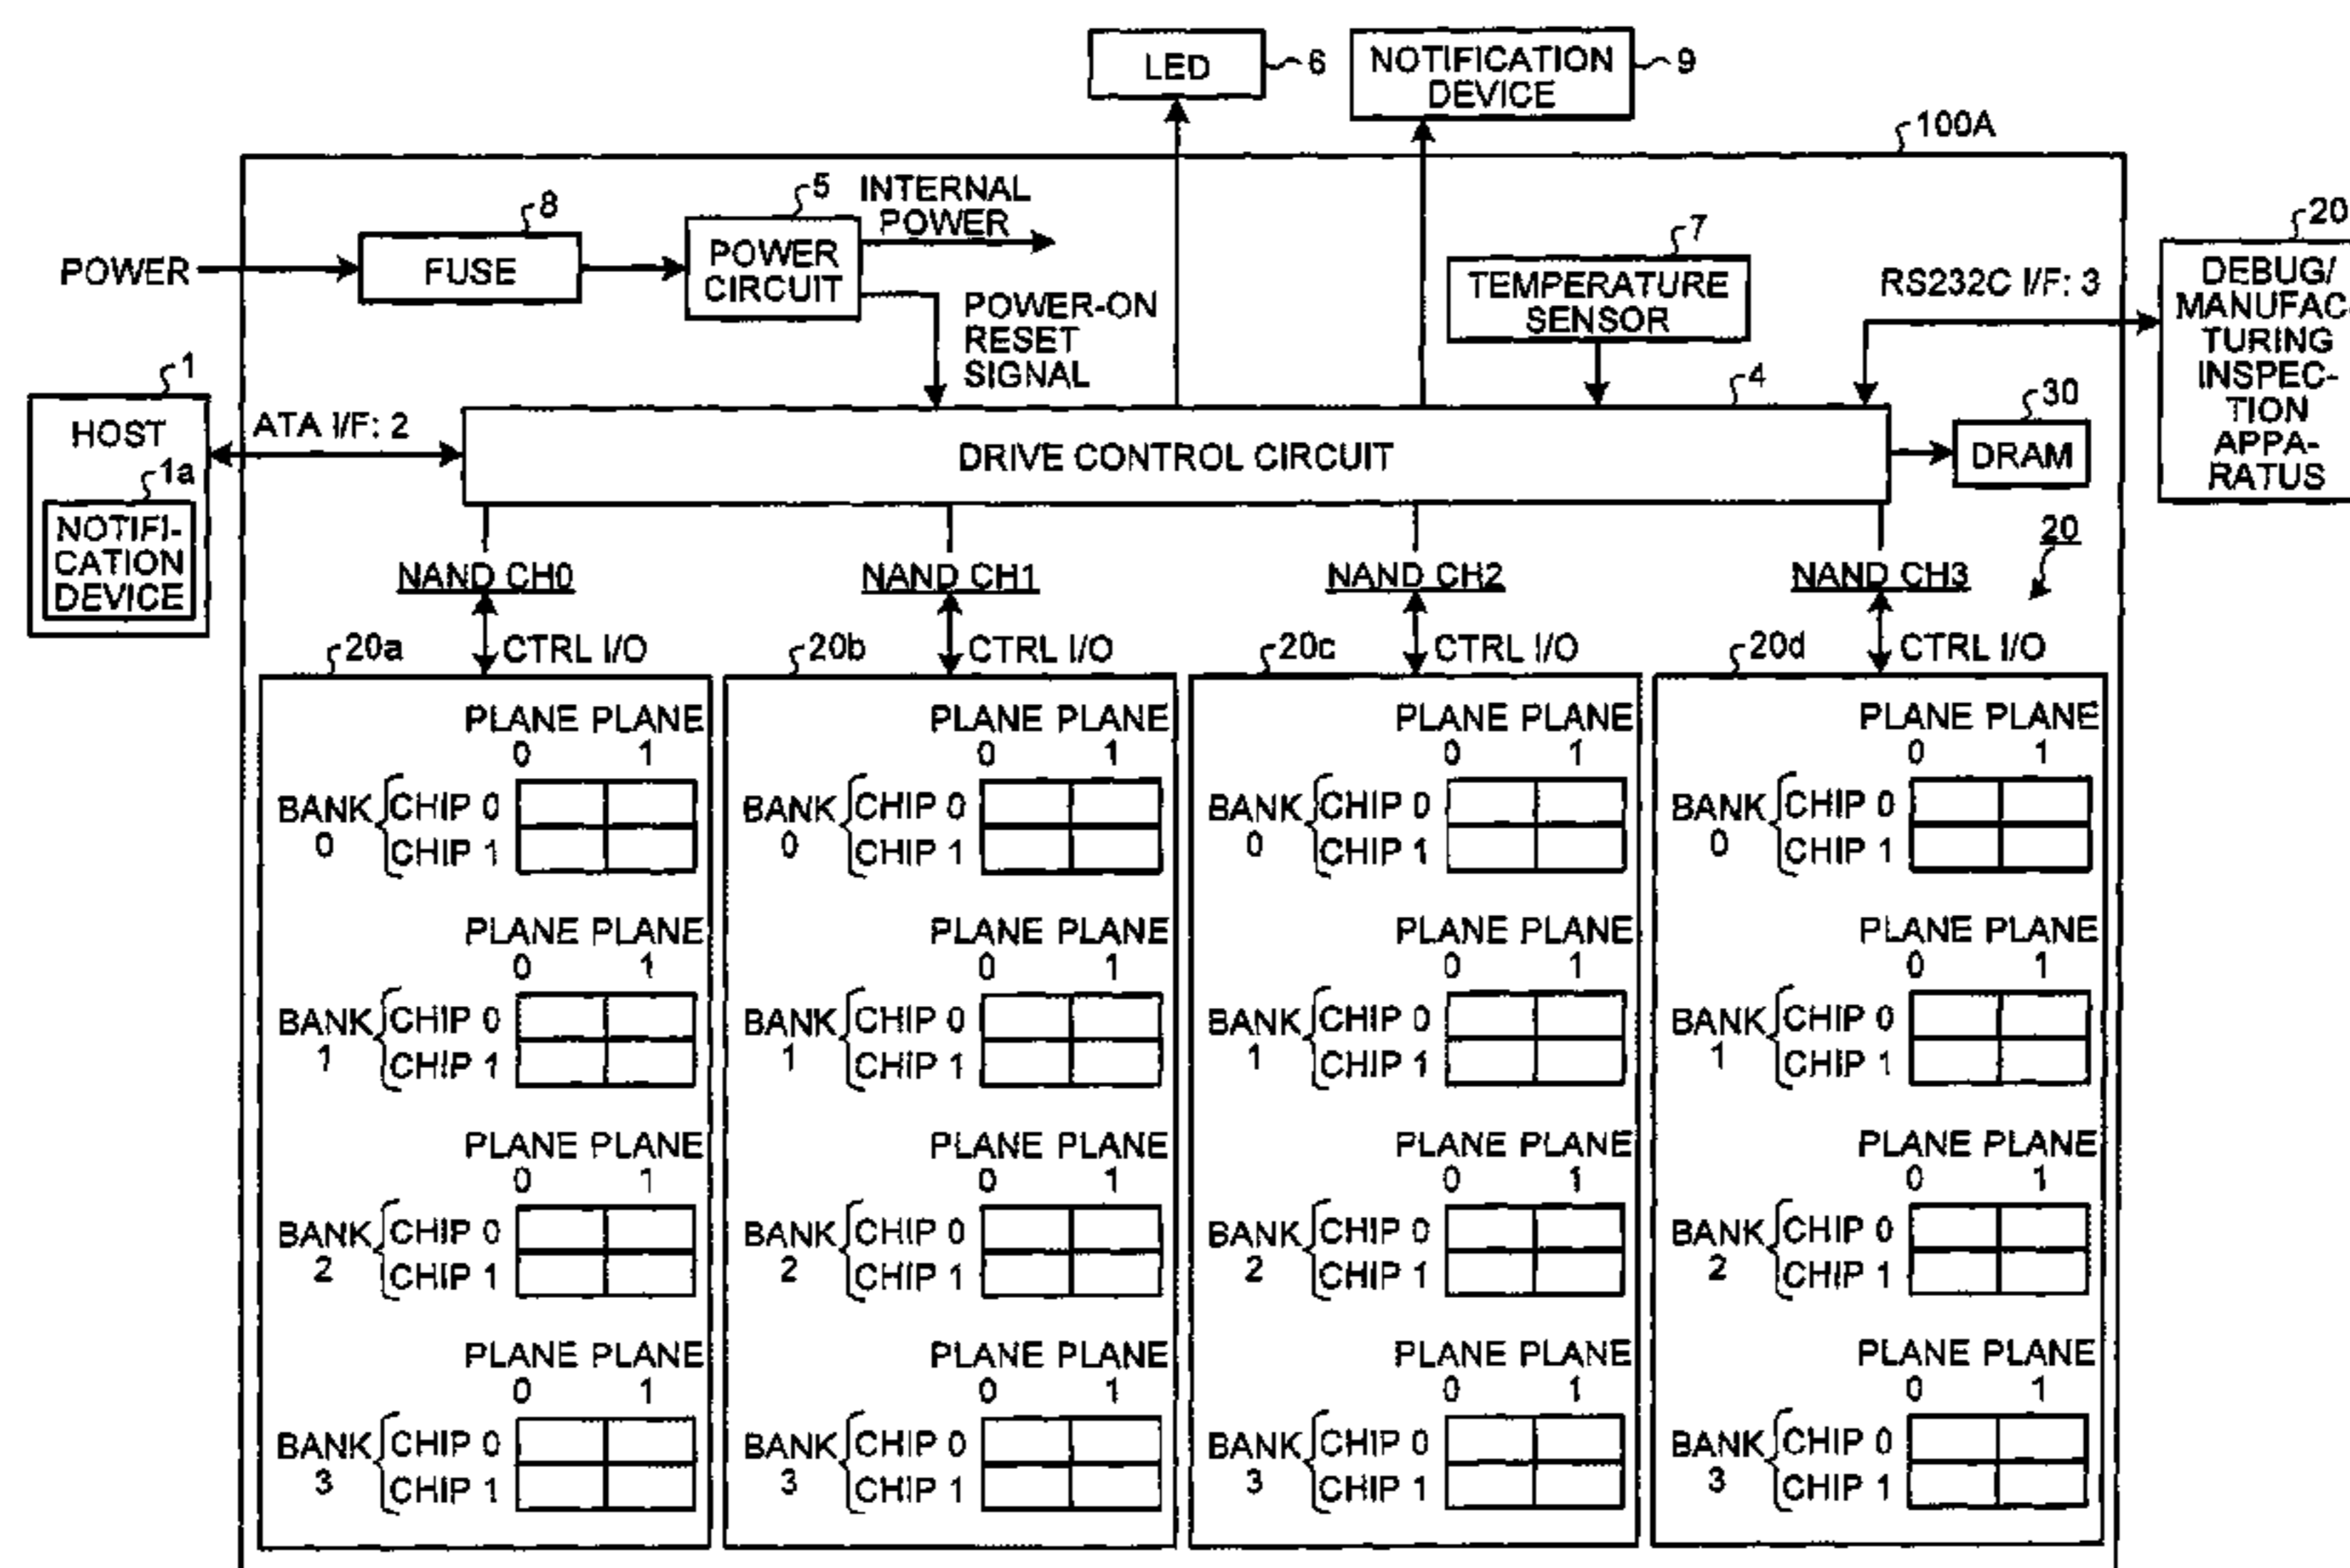 LED
6
NOTIFICATION
DEVICE
9
100A
POWER
8
FUSE
5
POWER
CIRCUIT
INTERNAL
POWER
POWER-ON
RESET
SIGNAL
7
TEMPERATURE
SENSOR
RS232C I/F: 3
20
DEBUG/
MANUFAC-
TURING
INSPEC-
TION
APPA-
RATUS
1
HOST
1a
NOTIFI-
CATION
DEVICE
ATA I/F: 2
4
DRIVE CONTROL CIRCUIT
30
DRAM
20
NAND CH0
NAND CH1
NAND CH2
NAND CH3
20a
CTRL I/O
20b
CTRL I/O
20c
CTRL I/O
20d
CTRL I/O
PLANE PLANE
0 1
BANK
0
CHIP 0
CHIP 1
PLANE PLANE
0 1
BANK
1
CHIP 0
CHIP 1
PLANE PLANE
0 1
BANK
2
CHIP 0
CHIP 1
PLANE PLANE
0 1
BANK
3
CHIP 0
CHIP 1
PLANE PLANE
0 1
BANK
0
CHIP 0
CHIP 1
PLANE PLANE
0 1
BANK
1
CHIP 0
CHIP 1
PLANE PLANE
0 1
BANK
2
CHIP 0
CHIP 1
PLANE PLANE
0 1
BANK
3
CHIP 0
CHIP 1
PLANE PLANE
0 1
BANK
0
CHIP 0
CHIP 1
PLANE PLANE
0 1
BANK
1
CHIP 0
CHIP 1
PLANE PLANE
0 1
BANK
2
CHIP 0
CHIP 1
PLANE PLANE
0 1
BANK
3
CHIP 0
CHIP 1
PLANE PLANE
0 1
BANK
0
CHIP 0
CHIP 1
PLANE PLANE
0 1
BANK
1
CHIP 0
CHIP 1
PLANE PLANE
0 1
BANK
2
CHIP 0
CHIP 1
PLANE PLANE
0 1
BANK
3
CHIP 0
CHIP 1